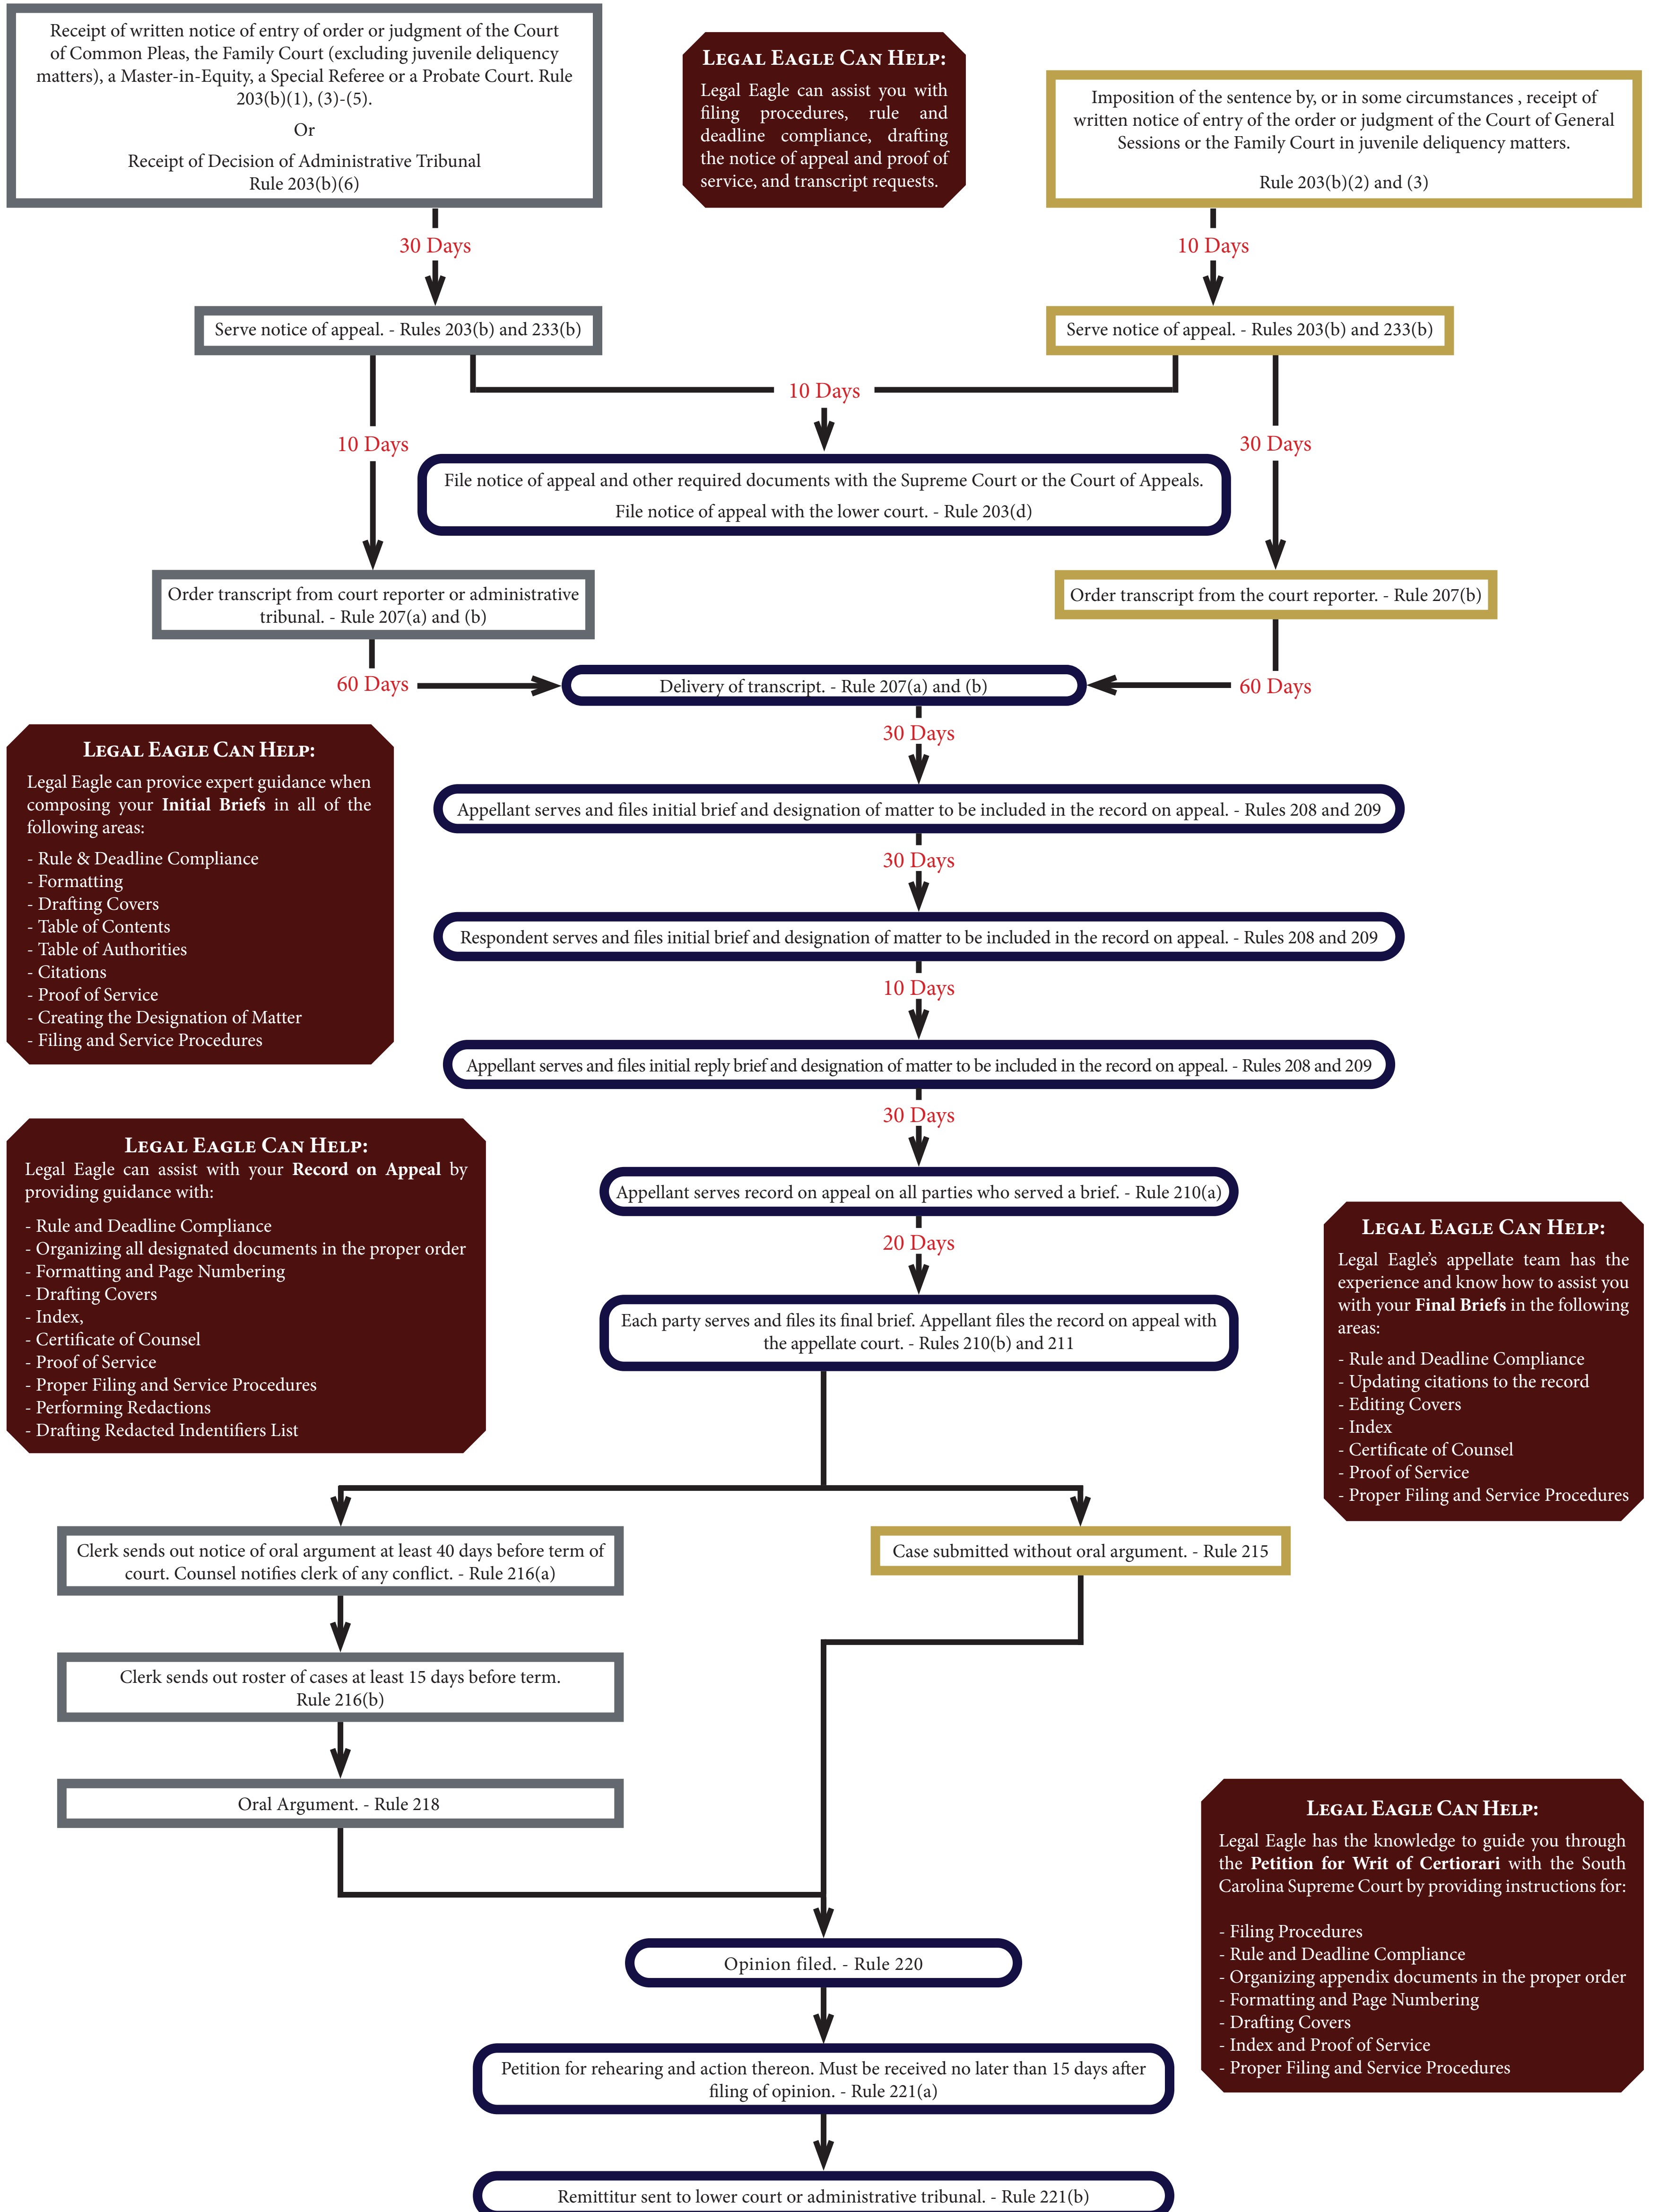 Receipt of written notice of entry of order or judgment of the Court
of Common Pleas, the Family Court (excluding juvenile deliquency
matters), a Master-in-Equity, a Special Referee or a Probate Court. Rule
203(b)(1), (3)-(5).
Or
Receipt of Decision of Administrative Tribunal
Rule 203(b)(6)
Legal Eagle Can Help:
Legal Eagle can assist you with
filing procedures, rule and
deadline compliance, drafting
the notice of appeal and proof of
service, and transcript requests.
Imposition of the sentence by, or in some circumstances , receipt of
written notice of entry of the order or judgment of the Court of General
Sessions or the Family Court in juvenile deliquency matters.
Rule 203(b)(2) and (3)
30 Days
10 Days
Serve notice of appeal. - Rules 203(b) and 233(b)
Serve notice of appeal. - Rules 203(b) and 233(b)
10 Days
10 Days
30 Days
File notice of appeal and other required documents with the Supreme Court or the Court of Appeals.
File notice of appeal with the lower court. - Rule 203(d)
Order transcript from court reporter or administrative
tribunal. - Rule 207(a) and (b)
Order transcript from the court reporter. - Rule 207(b)
60 Days
Delivery of transcript. - Rule 207(a) and (b)
60 Days
30 Days
Legal Eagle Can Help:
Legal Eagle can provice expert guidance when
composing your Initial Briefs in all of the
following areas:
- Rule & Deadline Compliance
- Formatting
- Drafting Covers
- Table of Contents
- Table of Authorities
- Citations
- Proof of Service
- Creating the Designation of Matter
- Filing and Service Procedures
Appellant serves and files initial brief and designation of matter to be included in the record on appeal. - Rules 208 and 209
30 Days
Respondent serves and files initial brief and designation of matter to be included in the record on appeal. - Rules 208 and 209
10 Days
Appellant serves and files initial reply brief and designation of matter to be included in the record on appeal. - Rules 208 and 209
30 Days
Legal Eagle Can Help:
Legal Eagle can assist with your Record on Appeal by
providing guidance with:
- Rule and Deadline Compliance
- Organizing all designated documents in the proper order
- Formatting and Page Numbering
- Drafting Covers
- Index,
- Certificate of Counsel
- Proof of Service
- Proper Filing and Service Procedures
- Performing Redactions
- Drafting Redacted Indentifiers List
Appellant serves record on appeal on all parties who served a brief. - Rule 210(a)
20 Days
Each party serves and files its final brief. Appellant files the record on appeal with
the appellate court. - Rules 210(b) and 211
Legal Eagle Can Help:
Legal Eagle's appellate team has the
experience and know how to assist you
with your Final Briefs in the following
areas:
- Rule and Deadline Compliance
- Updating citations to the record
- Editing Covers
- Index
- Certificate of Counsel
- Proof of Service
- Proper Filing and Service Procedures
Clerk sends out notice of oral argument at least 40 days before term of
court. Counsel notifies clerk of any conflict. - Rule 216(a)
Case submitted without oral argument. - Rule 215
Clerk sends out roster of cases at least 15 days before term.
Rule 216(b)
Oral Argument. - Rule 218
Legal Eagle Can Help:
Legal Eagle has the knowledge to guide you through
the Petition for Writ of Certiorari with the South
Carolina Supreme Court by providing instructions for:
- Filing Procedures
- Rule and Deadline Compliance
- Organizing appendix documents in the proper order
- Formatting and Page Numbering
- Drafting Covers
- Index and Proof of Service
- Proper Filing and Service Procedures
Opinion filed. - Rule 220
Petition for rehearing and action thereon. Must be received no later than 15 days after
filing of opinion. - Rule 221(a)
Remittitur sent to lower court or administrative tribunal. - Rule 221(b)